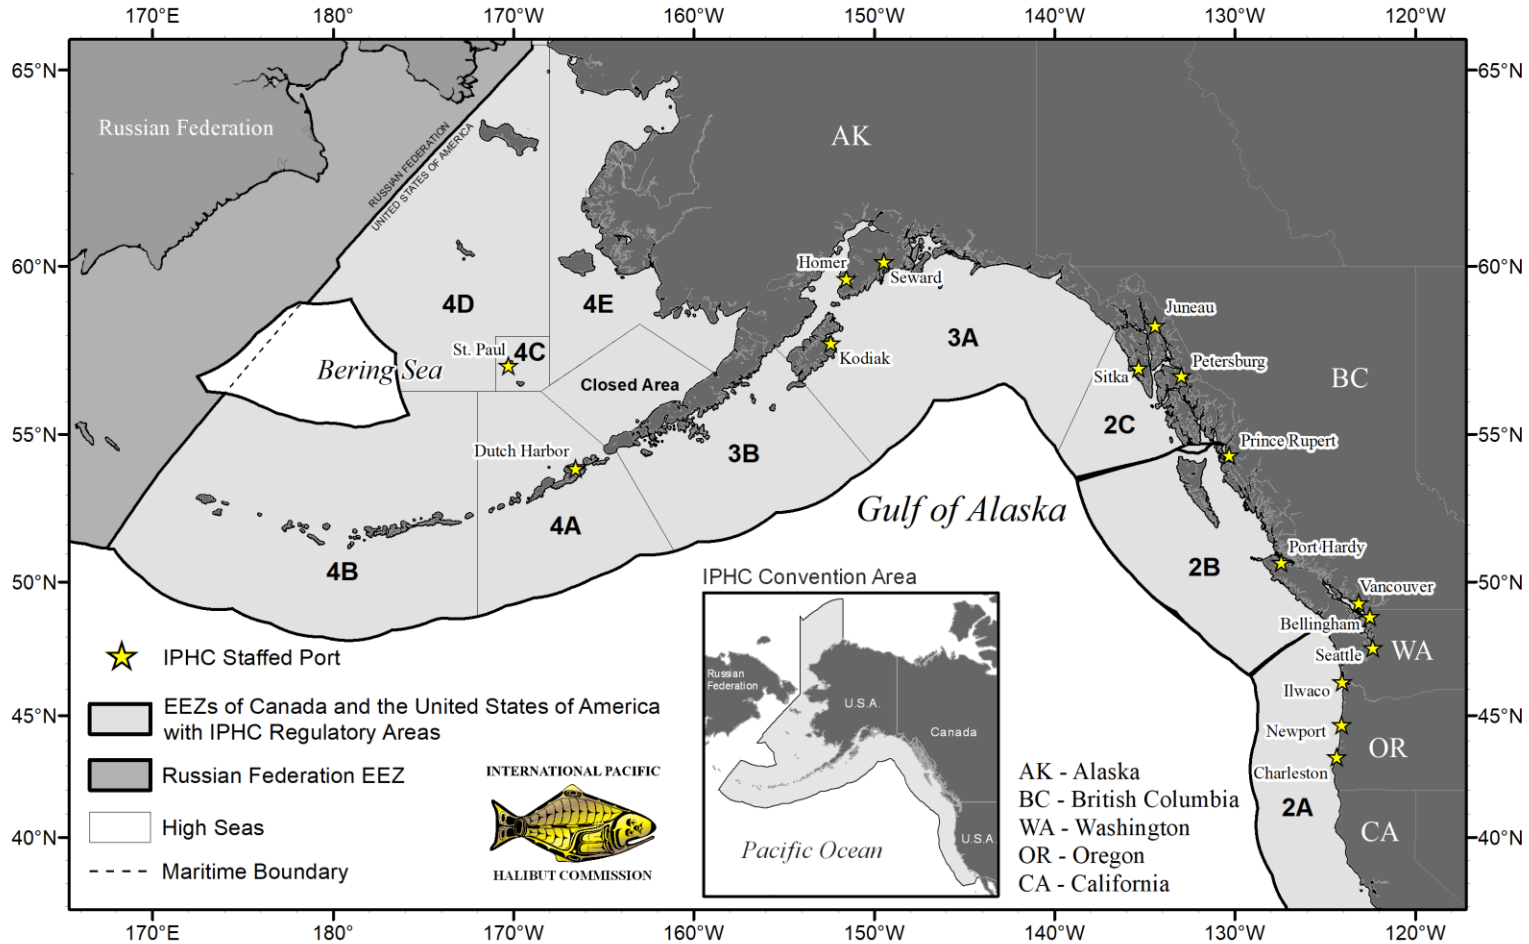 170°E 180° 170°W 160°W 150°W 140°W 130°W 120°W
65°N 65°N
Russian Federation
AK
RUSSIAN FEDERATION
UNITED STATES OF AMERICA
60°N 60°N
Homer
Seward
4D
4E
Juneau
3A
St. Paul
4C
Kodiak
Bering Sea
Closed Area
Sitka
Petersburg
BC
55°N 55°N
2C
Prince Rupert
Dutch Harbor
3B
Gulf of Alaska
4A
Port Hardy
4B
2B
50°N 50°N
IPHC Convention Area
Vancouver
Bellingham
Seattle
WA
Ilwaco
Newport
OR
Charleston
2A
CA
45°N 45°N
40°N 40°N
IPHC Staffed Port
EEZs of Canada and the United States of America
with IPHC Regulatory Areas
Russian Federation EEZ
High Seas
Maritime Boundary
INTERNATIONAL PACIFIC
HALIBUT COMMISSION
Russian
Federation
U.S.A.
Canada
U.S.A.
Pacific Ocean
AK - Alaska
BC - British Columbia
WA - Washington
OR - Oregon
CA - California
170°E 180° 170°W 160°W 150°W 140°W 130°W 120°W